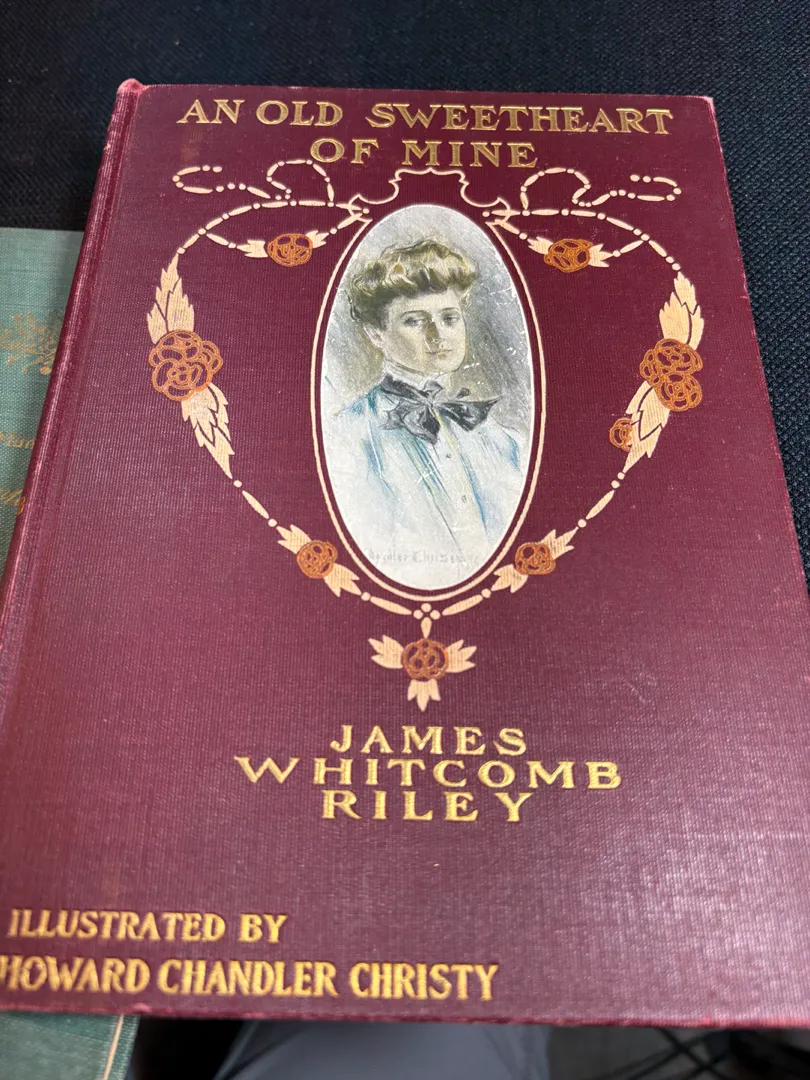 AN OLD SWEETHEART
OF MINE
JAMES
WHITCOMB
RILEY
ILLUSTRATED BY
HOWARD CHANDLER CHRISTY